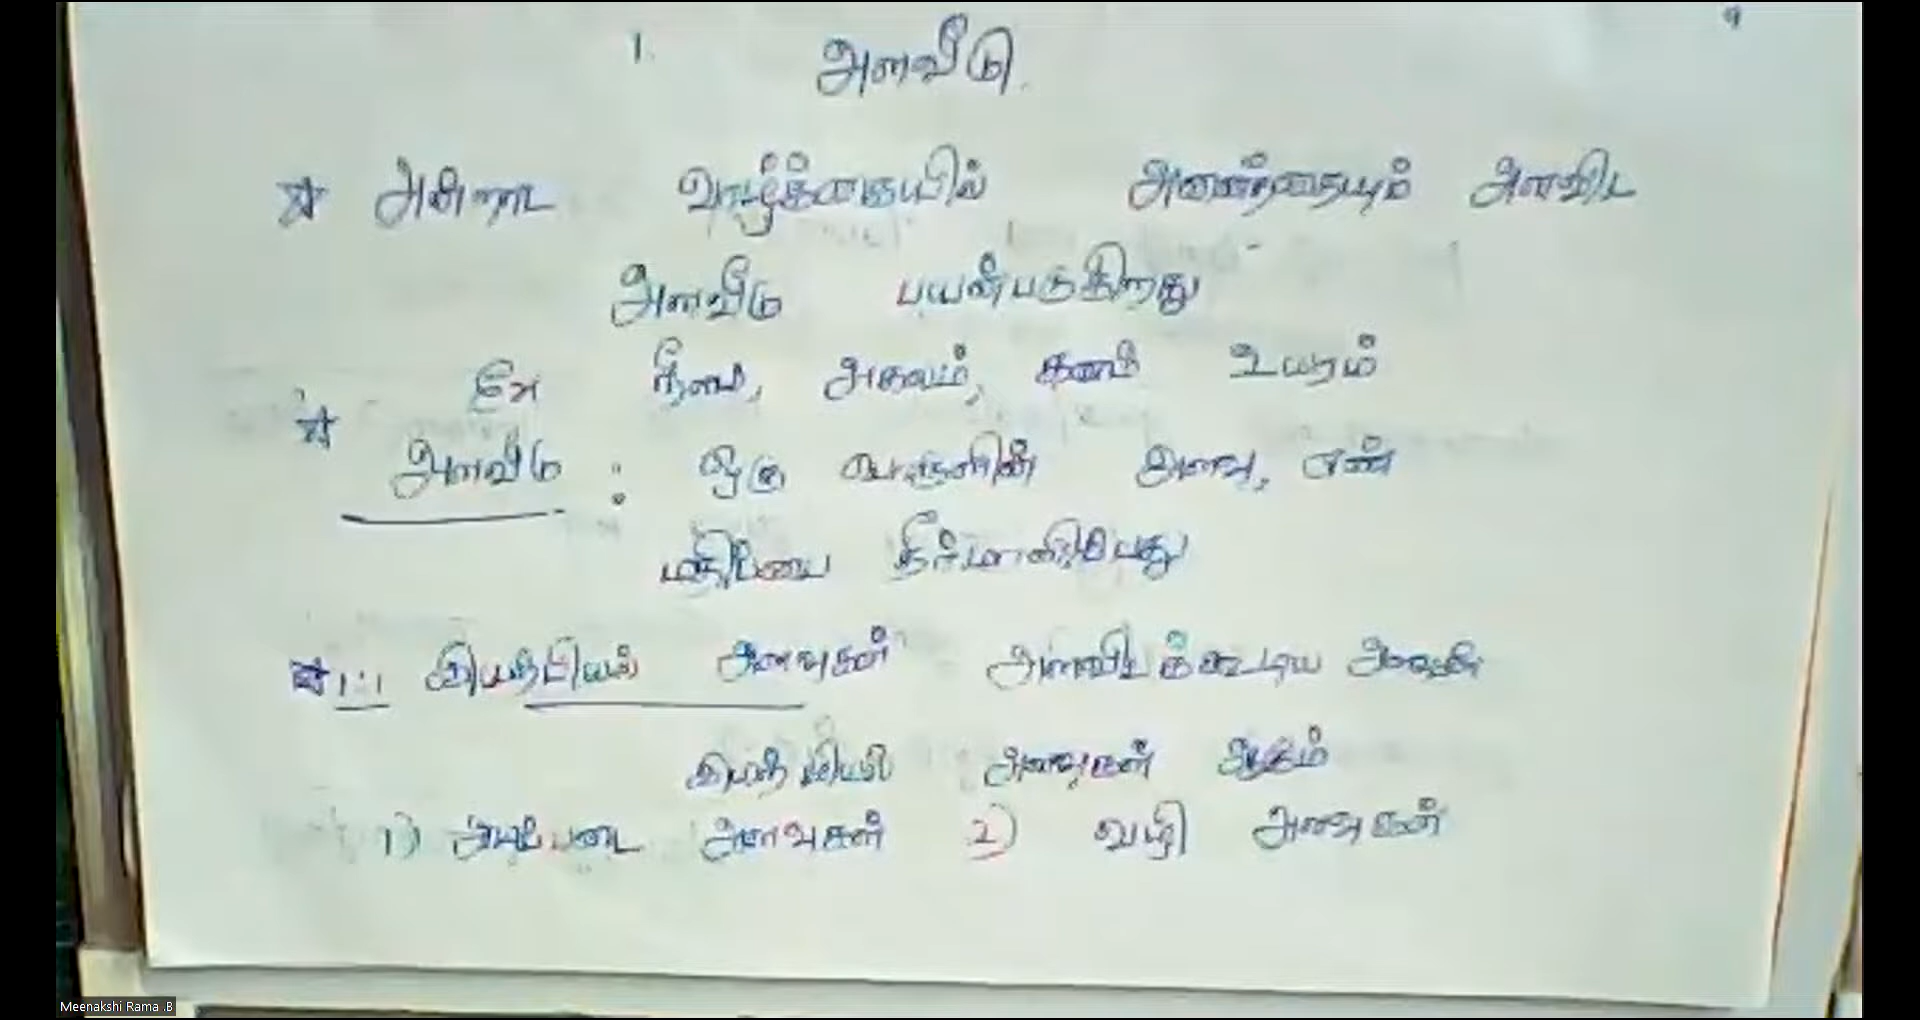 1. அளவீடு.
☆ அன்றாட வாழ்க்கையில் அனைத்தையும் அளவிட
அளவீடு பயன்படுகிறது
நீளம், அகலம், கனம் உயரம்
☆
அளவீடு : ஒரு பொருளின் அளவு, எண்
மதிப்பை தீர்மானிப்பது
☆ 1.1 இயற்பியல் அளவுகள் அளவிடக்கூடிய அளவுகள்
இயற்பியல் அளவுகள் ஆகும்
1) அடிப்படை அளவுகள் 2) வழி அளவுகள்
Meenakshi Rama .B